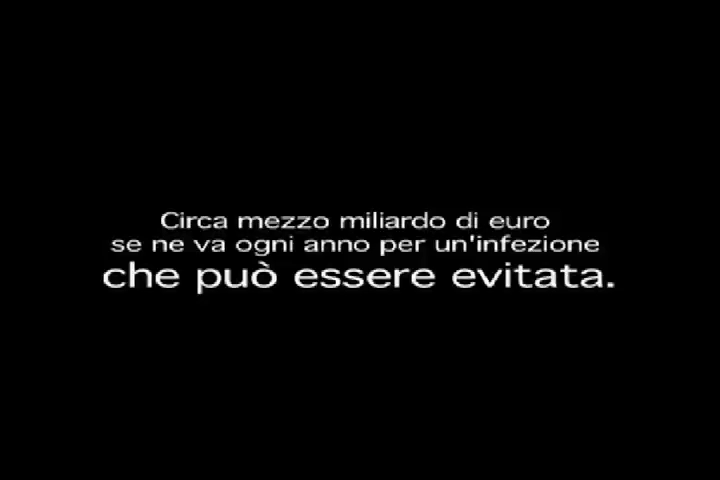 Circa mezzo miliardo di euro
se ne va ogni anno per un'infezione
che può essere evitata.